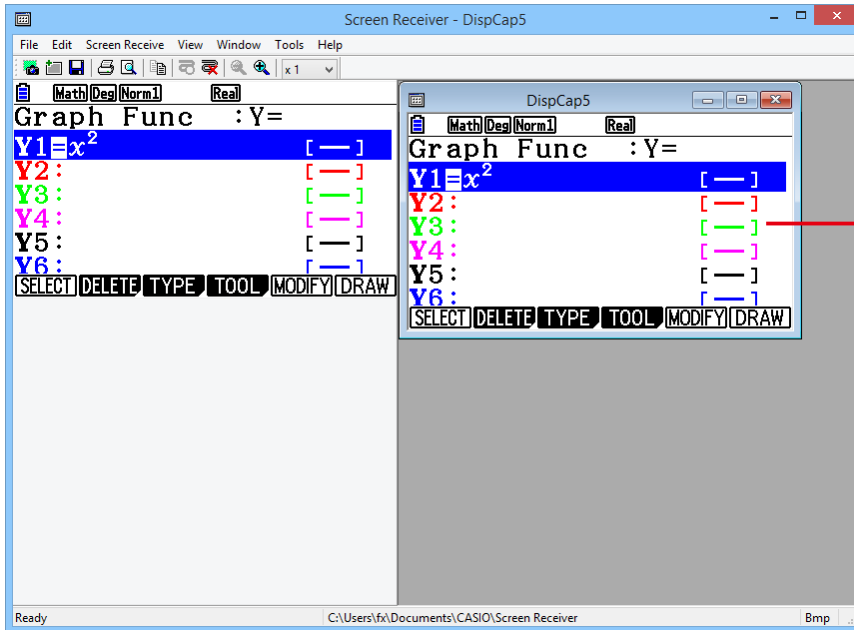 Screen Receiver - DispCap5
File Edit Screen Receive View Window Tools Help
x 1
Math Deg Norm1 Real
Graph Func :Y=
Y1=x² [—]
Y2: [—]
Y3: [—]
Y4: [—]
Y5: [—]
Y6: [—]
SELECT DELETE TYPE TOOL MODIFY DRAW
DispCap5
Math Deg Norm1 Real
Graph Func :Y=
Y1=x² [—]
Y2: [—]
Y3: [—]
Y4: [—]
Y5: [—]
Y6: [—]
SELECT DELETE TYPE TOOL MODIFY DRAW
Ready C:\Users\fx\Documents\CASIO\Screen Receiver Bmp